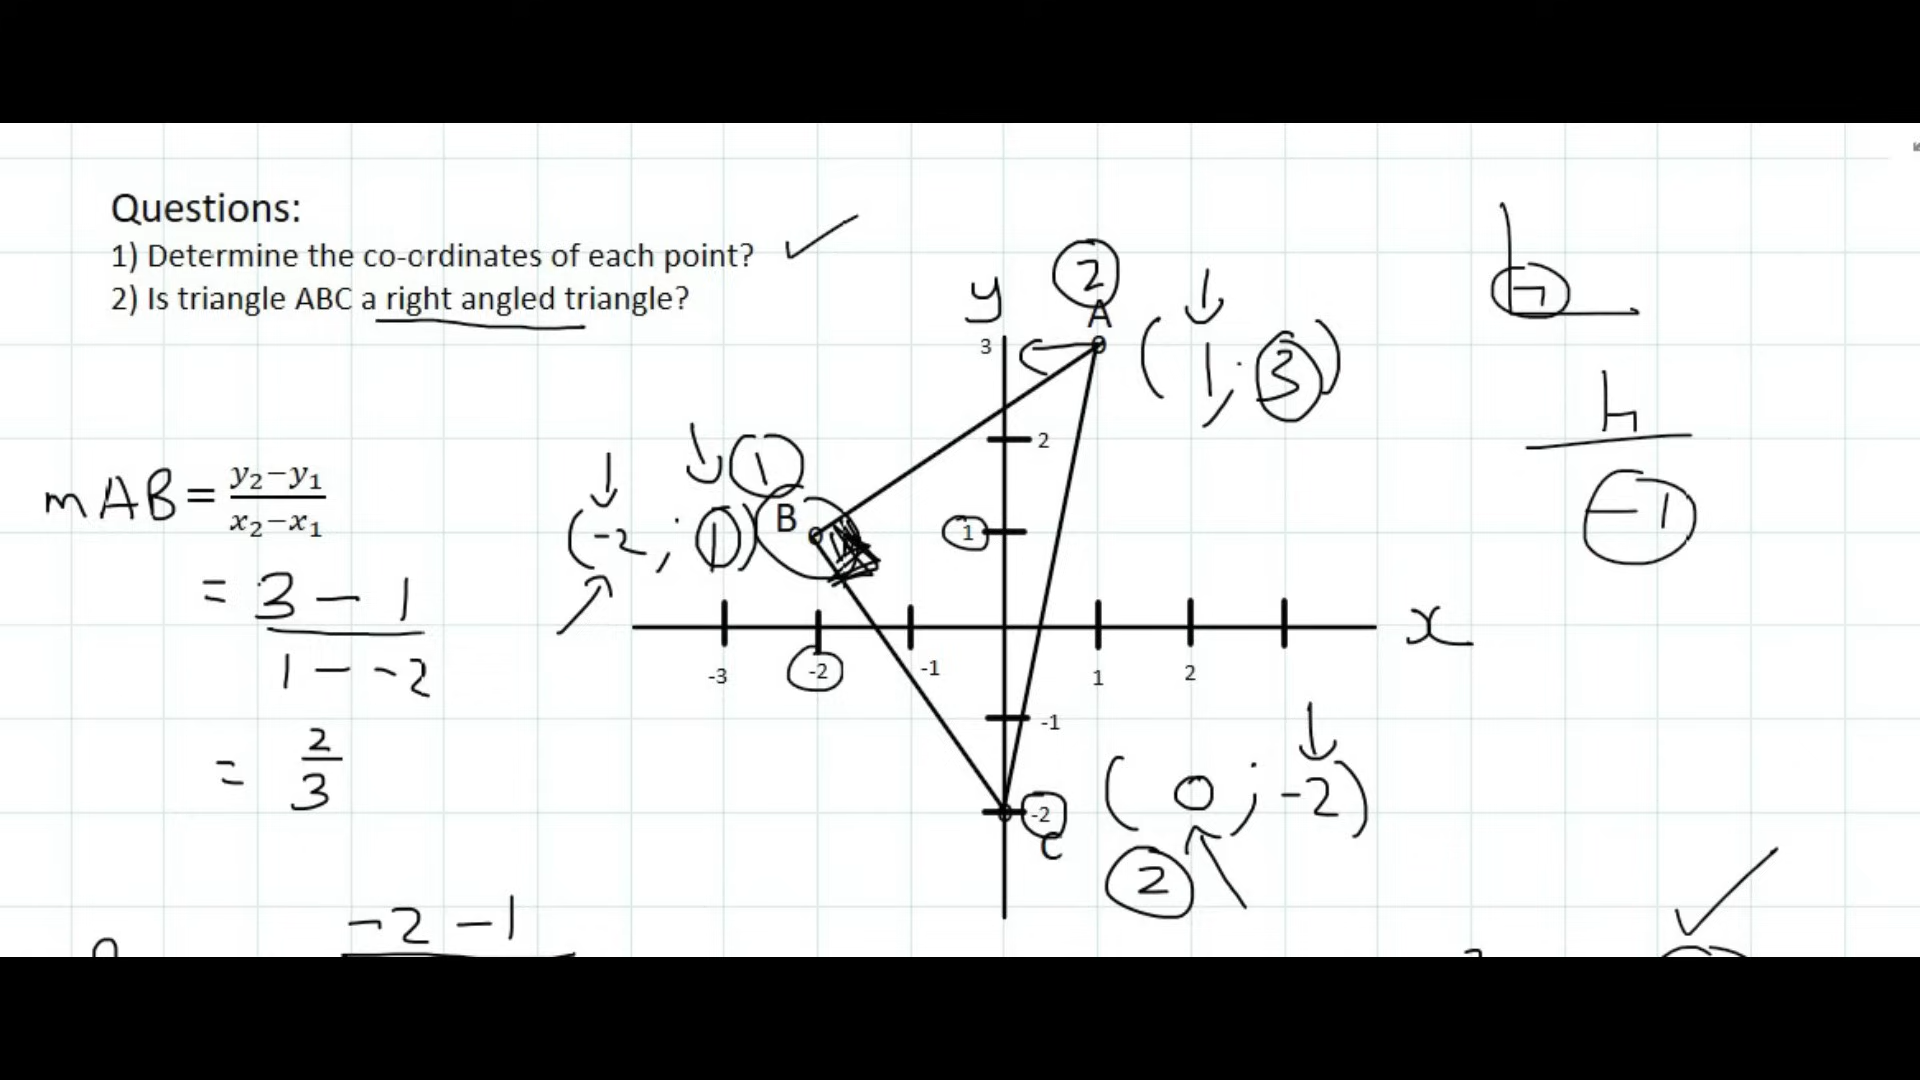 Questions:
1) Determine the co-ordinates of each point?
2) Is triangle ABC a right angled triangle?
mAB = y₂−y₁ / x₂−x₁
= 3 − 1 / 1 − −2
= 2/3
−2 − 1
y
2
A
(1 ; 3)
3
2
1
B
(−2 ; 1)
1
-3
-2
-1
1
2
x
-1
-2
C
(0 ; −2)
2
−1